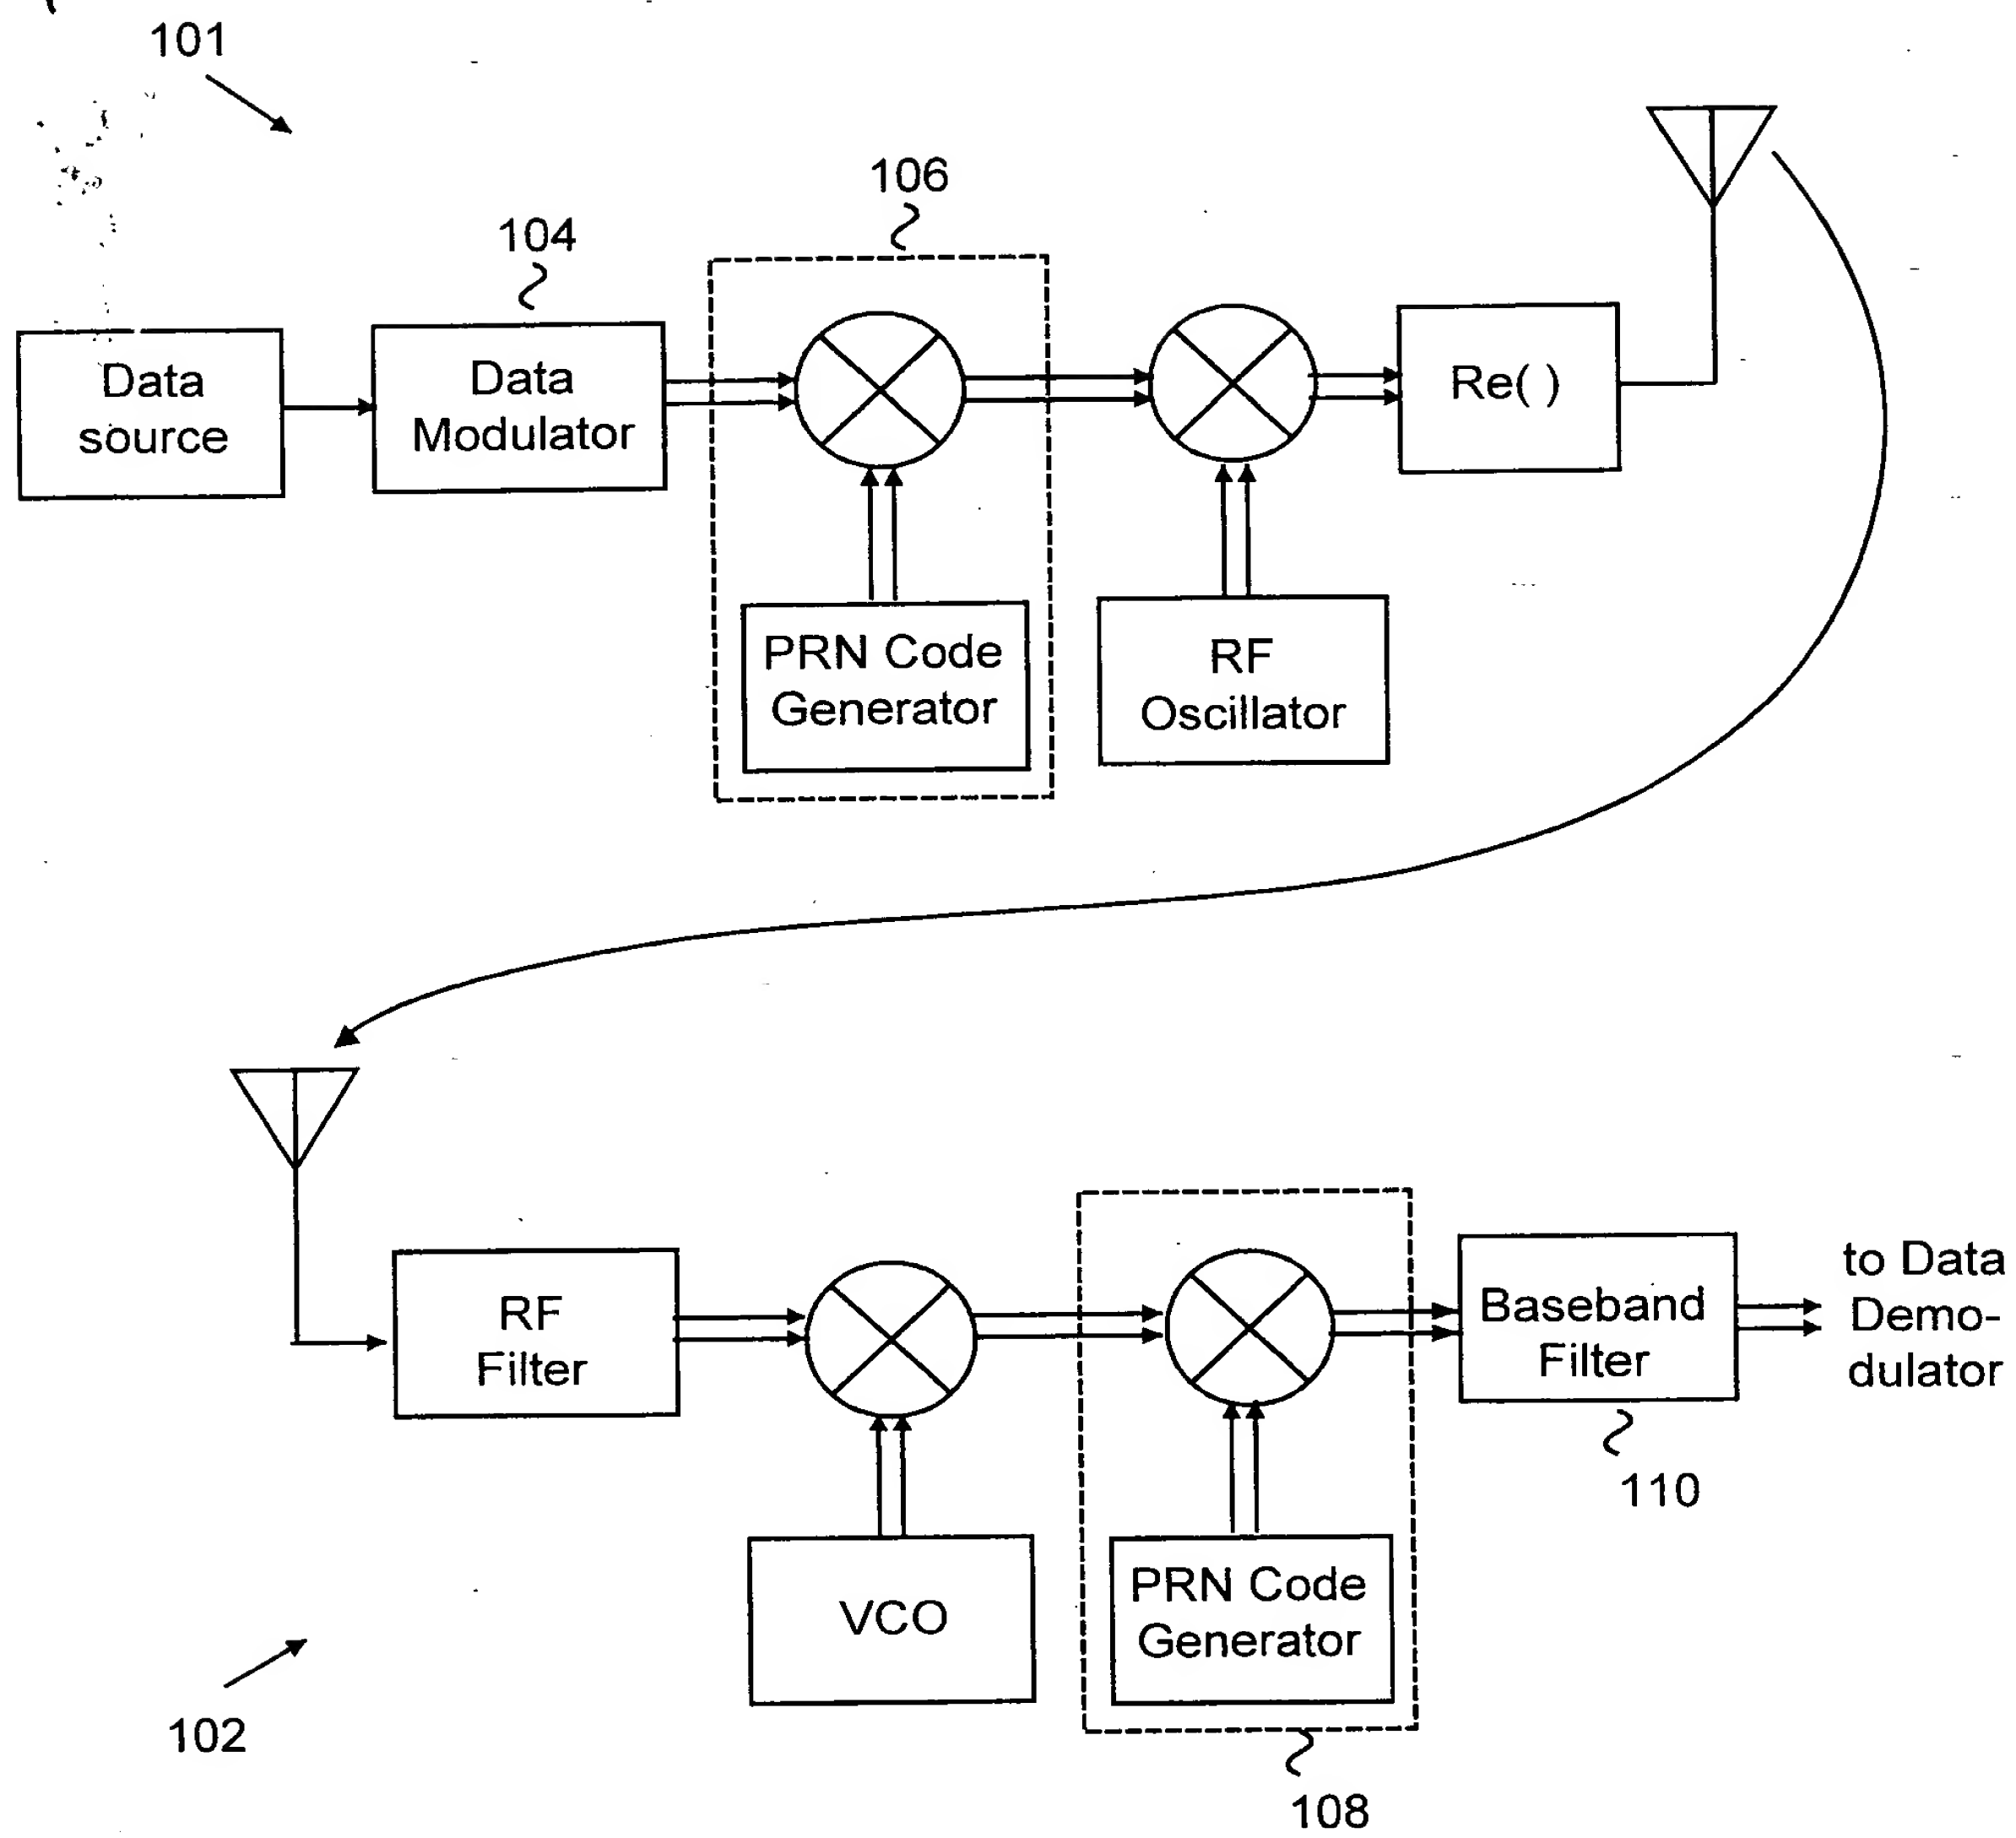 101
106
104
Data
source
Data
Modulator
Re( )
PRN Code
Generator
RF
Oscillator
RF
Filter
Baseband
Filter
to Data
Demo-
dulator
110
VCO
PRN Code
Generator
102
108